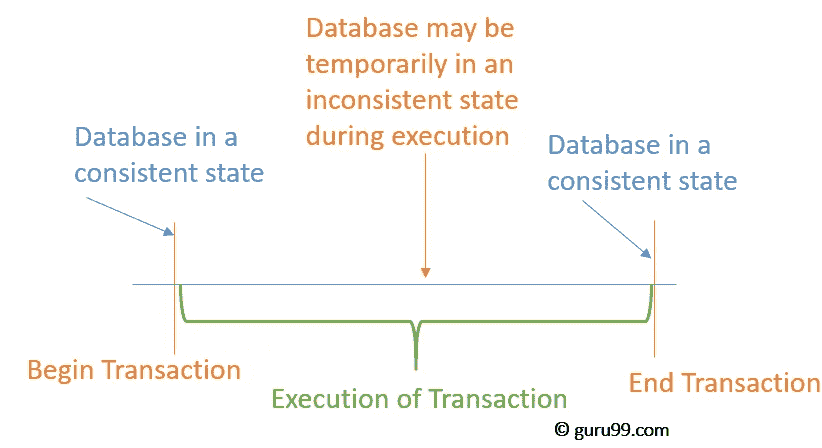 Database may be
temporarily in an
inconsistent state
during execution
Database in a
consistent state
Database in a
consistent state
Begin Transaction
Execution of Transaction
End Transaction
© guru99.com